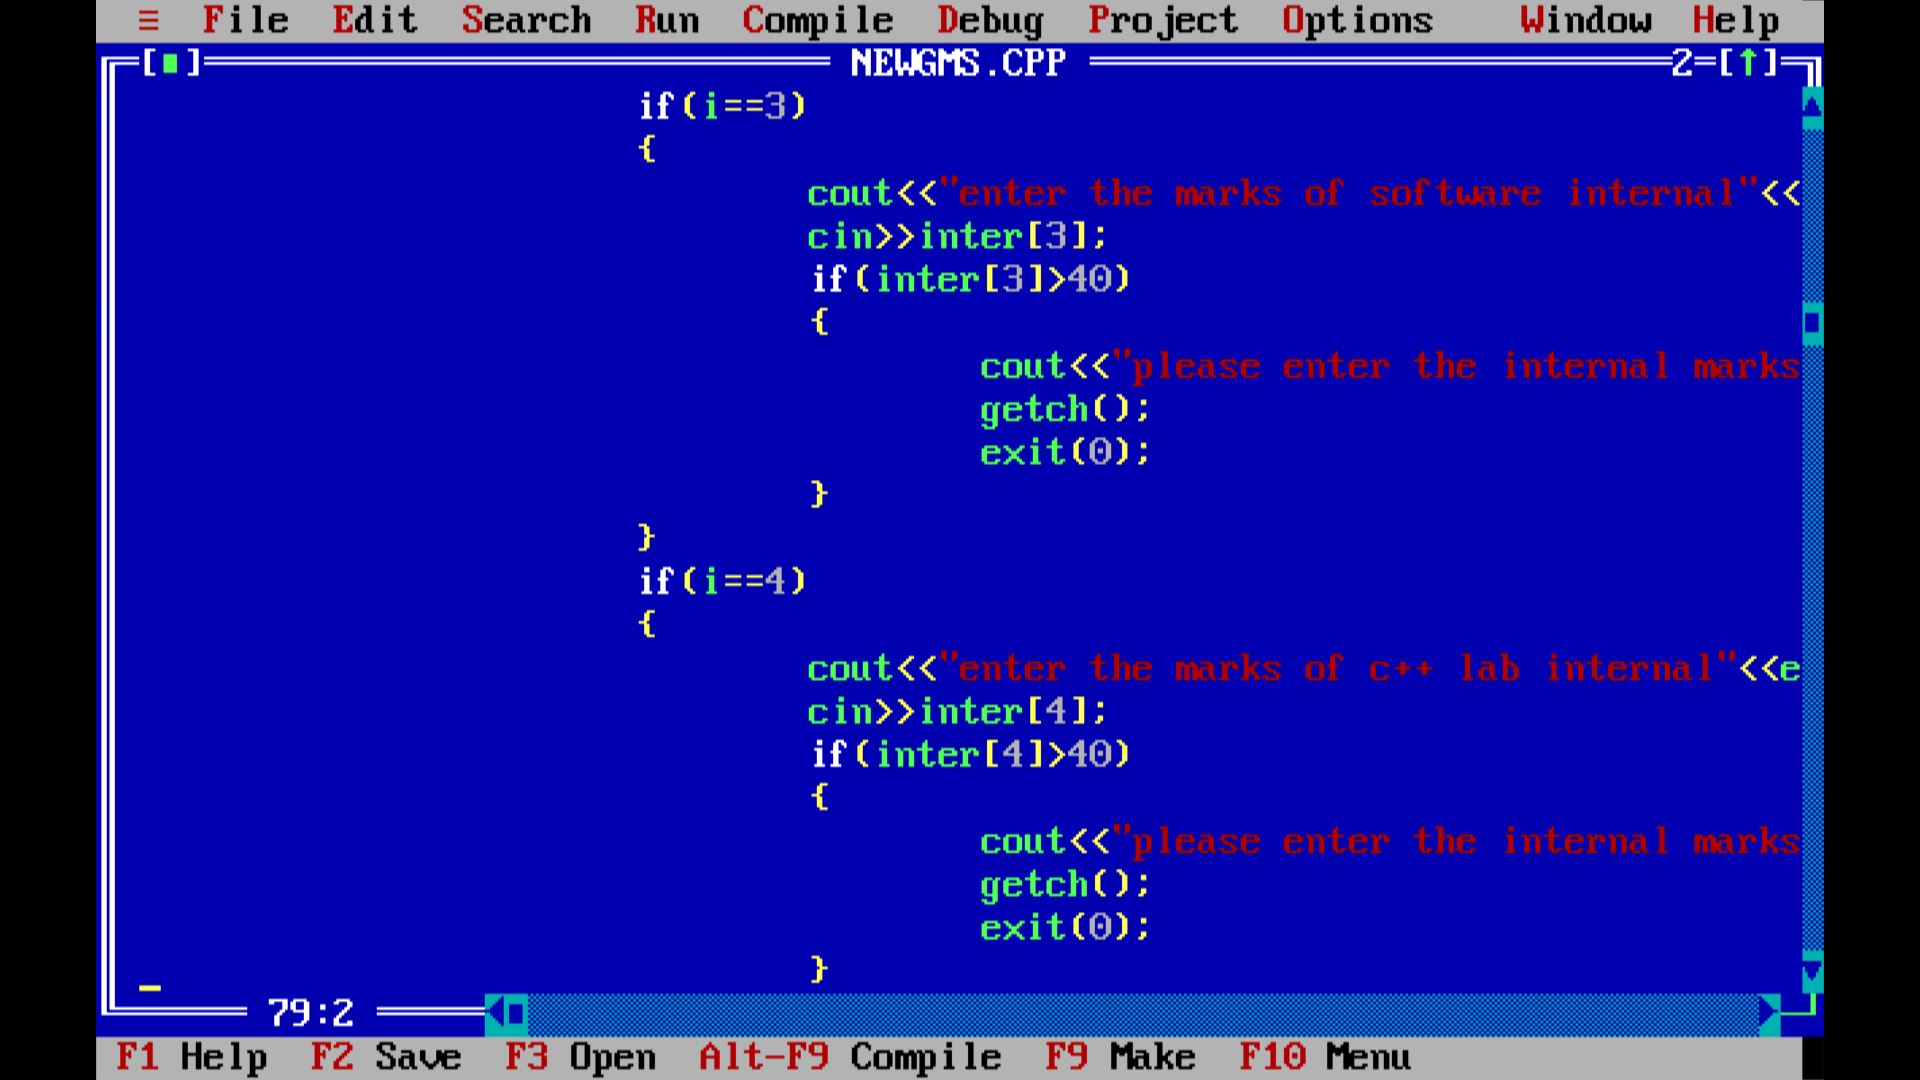 ≡ File Edit Search Run Compile Debug Project Options Window Help
[■] NEWGMS.CPP 2=[↑]
if(i==3)
{
cout<<"enter the marks of software internal"<<
cin>>inter[3];
if(inter[3]>40)
{
cout<<"please enter the internal marks
getch();
exit(0);
}
}
if(i==4)
{
cout<<"enter the marks of c++ lab internal"<<e
cin>>inter[4];
if(inter[4]>40)
{
cout<<"please enter the internal marks
getch();
exit(0);
}
79:2
F1 Help F2 Save F3 Open Alt-F9 Compile F9 Make F10 Menu